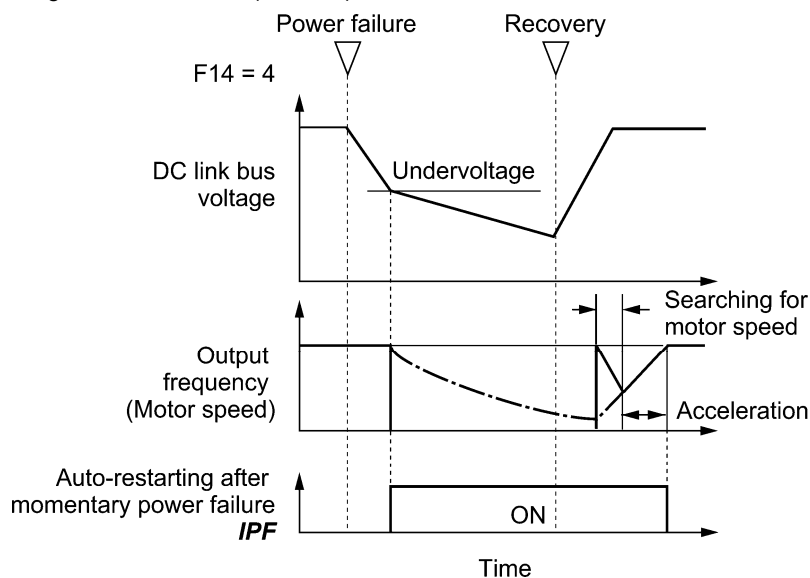 Power failure
Recovery
F14 = 4
DC link bus
voltage
Undervoltage
Searching for
motor speed
Output
frequency
(Motor speed)
Acceleration
Auto-restarting after
momentary power failure
IPF
ON
Time